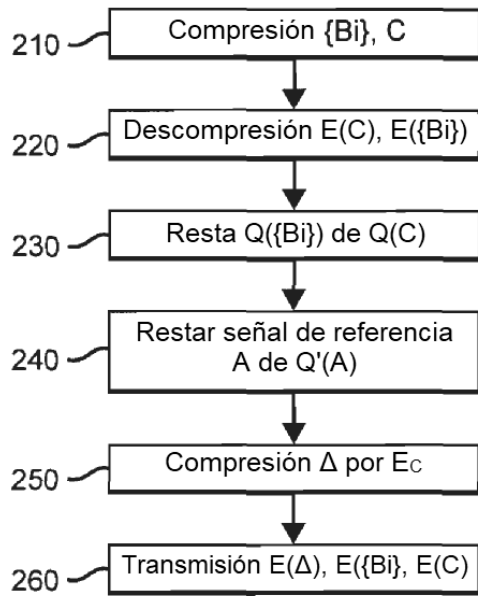 210 Compresión {Bi}, C
220 Descompresión E(C), E({Bi})
230 Resta Q({Bi}) de Q(C)
240 Restar señal de referencia
A de Q'(A)
250 Compresión Δ por Ec
260 Transmisión E(Δ), E({Bi}, E(C)